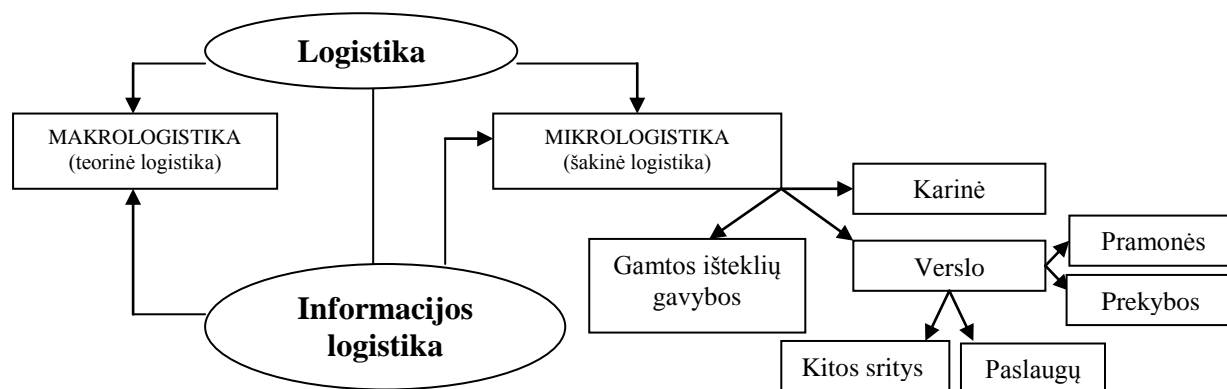 Logistika
MAKROLOGISTIKA
(teorinė logistika)
MIKROLOGISTIKA
(šakinė logistika)
Karinė
Gamtos išteklių
gavybos
Verslo
Pramonės
Prekybos
Informacijos
logistika
Kitos sritys
Paslaugų